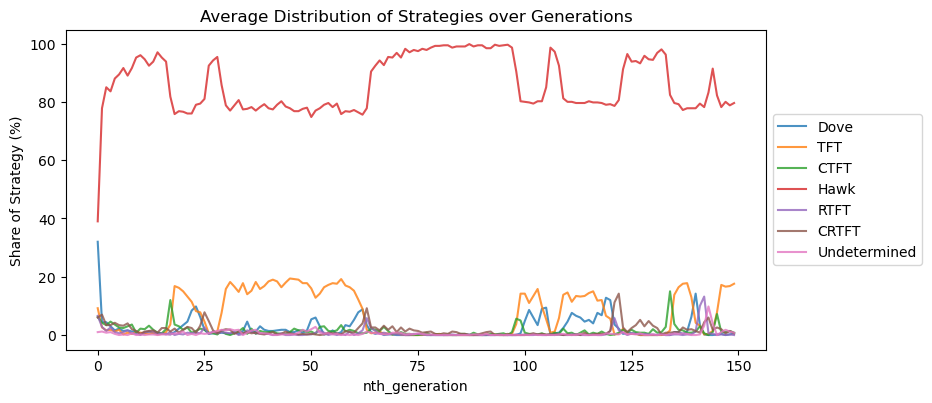 Average Distribution of Strategies over Generations
Share of Strategy (%)
100
80
60
40
20
0
0
25
50
75
100
125
150
nth_generation
Dove
TFT
CTFT
Hawk
RTFT
CRTFT
Undetermined